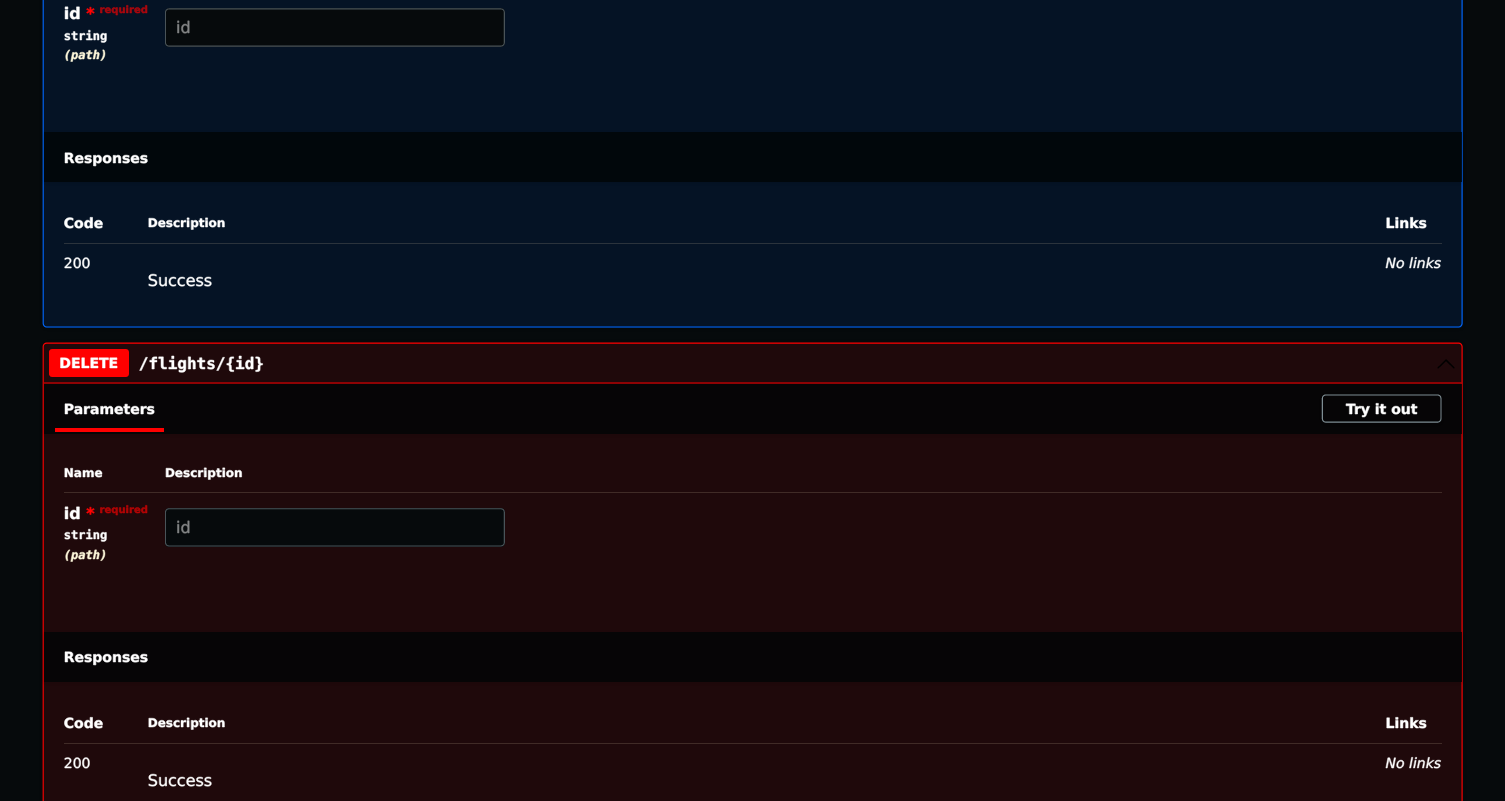 id * required
id
string
(path)
Responses
Code Description Links
200 No links
Success
DELETE /flights/{id}
Parameters Try it out
Name Description
id * required
id
string
(path)
Responses
Code Description Links
200 No links
Success